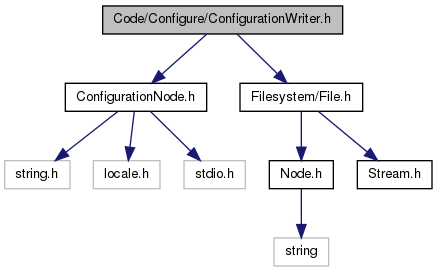 Code/Configure/ConfigurationWriter.h
ConfigurationNode.h
Filesystem/File.h
string.h
locale.h
stdio.h
Node.h
Stream.h
string